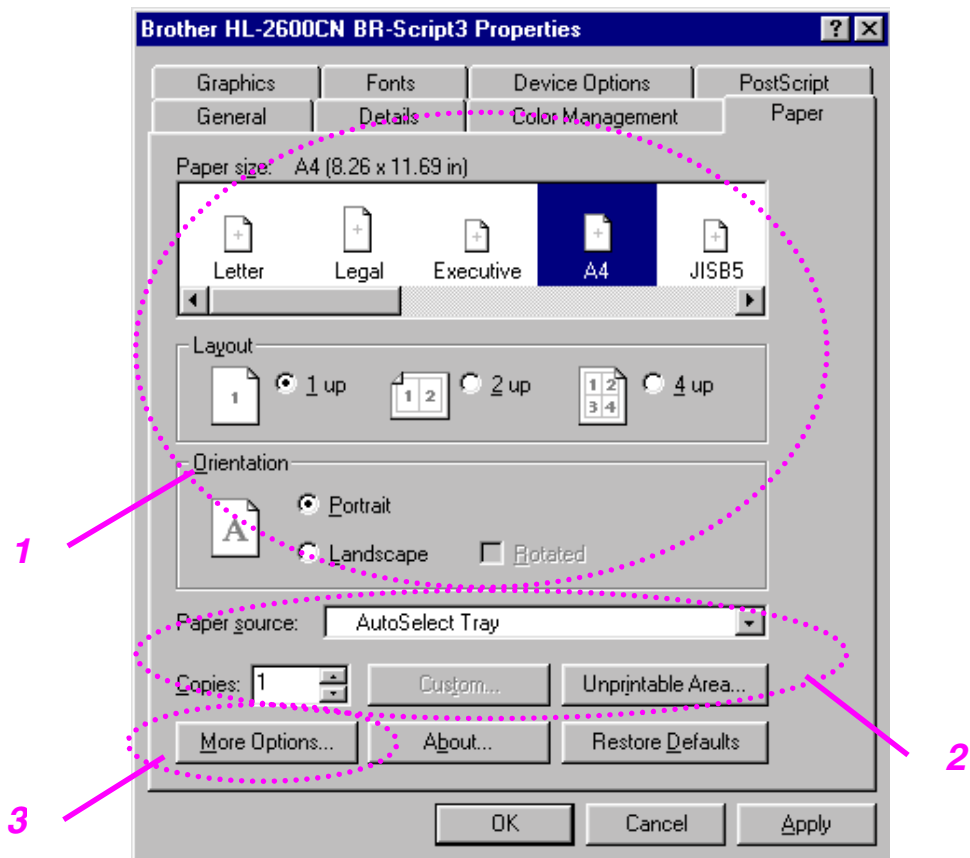 Brother HL-2600CN BR-Script3 Properties
Graphics Fonts Device Options PostScript
General Details Color Management Paper
Paper size: A4 (8.26 x 11.69 in)
Letter Legal Executive A4 JISB5
Layout
1 1 up 1 2 2 up 1 2 3 4 4 up
Orientation
A Portrait
Landscape Rotated
1
Paper source: AutoSelect Tray
Copies: 1 Custom... Unprintable Area...
More Options... About... Restore Defaults
2
3
OK Cancel Apply